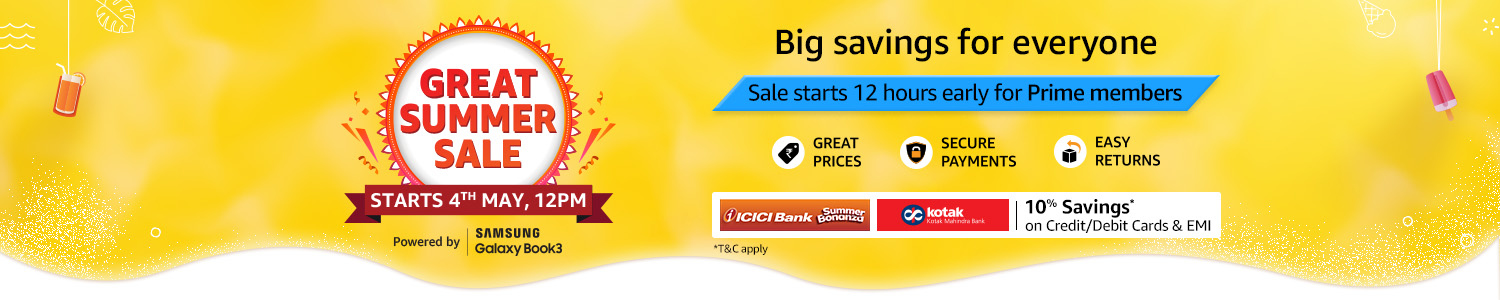 GREAT
SUMMER
SALE
STARTS 4TH MAY, 12PM
Powered by
SAMSUNG
Galaxy Book3
Big savings for everyone
Sale starts 12 hours early for Prime members
GREAT
PRICES
SECURE
PAYMENTS
EASY
RETURNS
ICICI Bank
Summer
Bonanza
kotak
Kotak Mahindra Bank
10% Savings*
on Credit/Debit Cards & EMI
*T&C apply